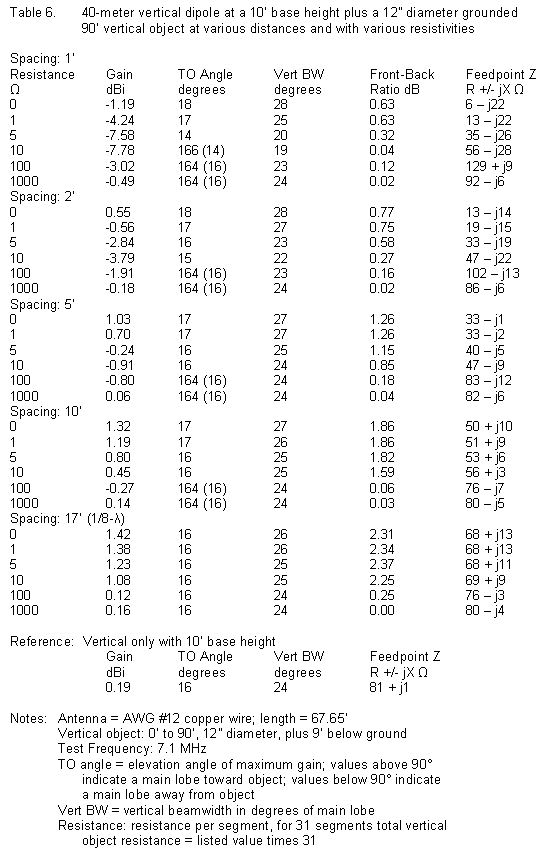 Table 6. 40-meter vertical dipole at a 10' base height plus a 12" diameter grounded
90' vertical object at various distances and with various resistivities
Spacing: 1'
Resistance Gain TO Angle Vert BW Front-Back Feedpoint Z
Ω dBi degrees degrees Ratio dB R +/- jX Ω
0 -1.19 18 28 0.63 6 – j22
1 -4.24 17 25 0.63 13 – j22
5 -7.58 14 20 0.32 35 – j26
10 -7.78 166 (14) 19 0.04 56 – j28
100 -3.02 164 (16) 23 0.12 129 + j9
1000 -0.49 164 (16) 24 0.02 92 – j6
Spacing: 2'
0 0.55 18 28 0.77 13 – j14
1 -0.56 17 27 0.75 19 – j15
5 -2.84 16 23 0.58 33 – j19
10 -3.79 15 22 0.27 47 – j22
100 -1.91 164 (16) 23 0.16 102 – j13
1000 -0.18 164 (16) 24 0.02 86 – j6
Spacing: 5'
0 1.03 17 27 1.26 33 – j1
1 0.70 17 27 1.26 33 – j2
5 -0.24 16 25 1.15 40 – j5
10 -0.91 16 24 0.85 47 – j9
100 -0.80 164 (16) 24 0.18 83 – j12
1000 0.06 164 (16) 24 0.04 82 – j6
Spacing: 10'
0 1.32 17 27 1.86 50 + j10
1 1.19 17 26 1.86 51 + j9
5 0.80 16 25 1.82 53 + j6
10 0.45 16 25 1.59 56 + j3
100 -0.27 164 (16) 24 0.06 76 – j7
1000 0.14 164 (16) 24 0.03 80 – j5
Spacing: 17' (1/8-λ)
0 1.42 16 26 2.31 68 + j13
1 1.38 16 26 2.34 68 + j13
5 1.23 16 25 2.37 68 + j11
10 1.08 16 25 2.25 69 + j9
100 0.12 16 24 0.25 76 – j3
1000 0.16 16 24 0.00 80 – j4
Reference: Vertical only with 10' base height
Gain TO Angle Vert BW Feedpoint Z
dBi degrees degrees R +/- jX Ω
0.19 16 24 81 + j1
Notes: Antenna = AWG #12 copper wire; length = 67.65'
Vertical object: 0' to 90', 12" diameter, plus 9' below ground
Test Frequency: 7.1 MHz
TO angle = elevation angle of maximum gain; values above 90°
indicate a main lobe toward object; values below 90° indicate
a main lobe away from object
Vert BW = vertical beamwidth in degrees of main lobe
Resistance: resistance per segment, for 31 segments total vertical
object resistance = listed value times 31